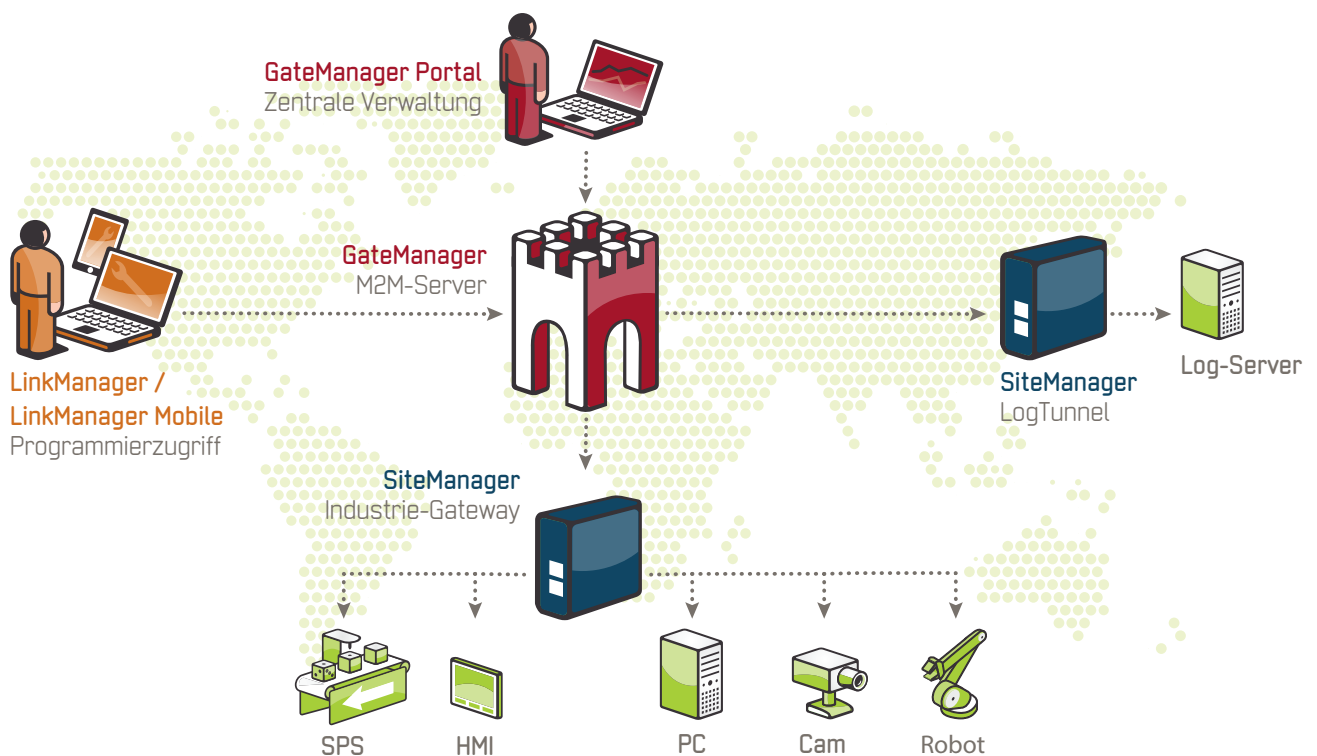 GateManager Portal
Zentrale Verwaltung
GateManager
M2M-Server
LinkManager /
LinkManager Mobile
Programmierzugriff
SiteManager
LogTunnel
Log-Server
SiteManager
Industrie-Gateway
SPS
HMI
PC
Cam
Robot